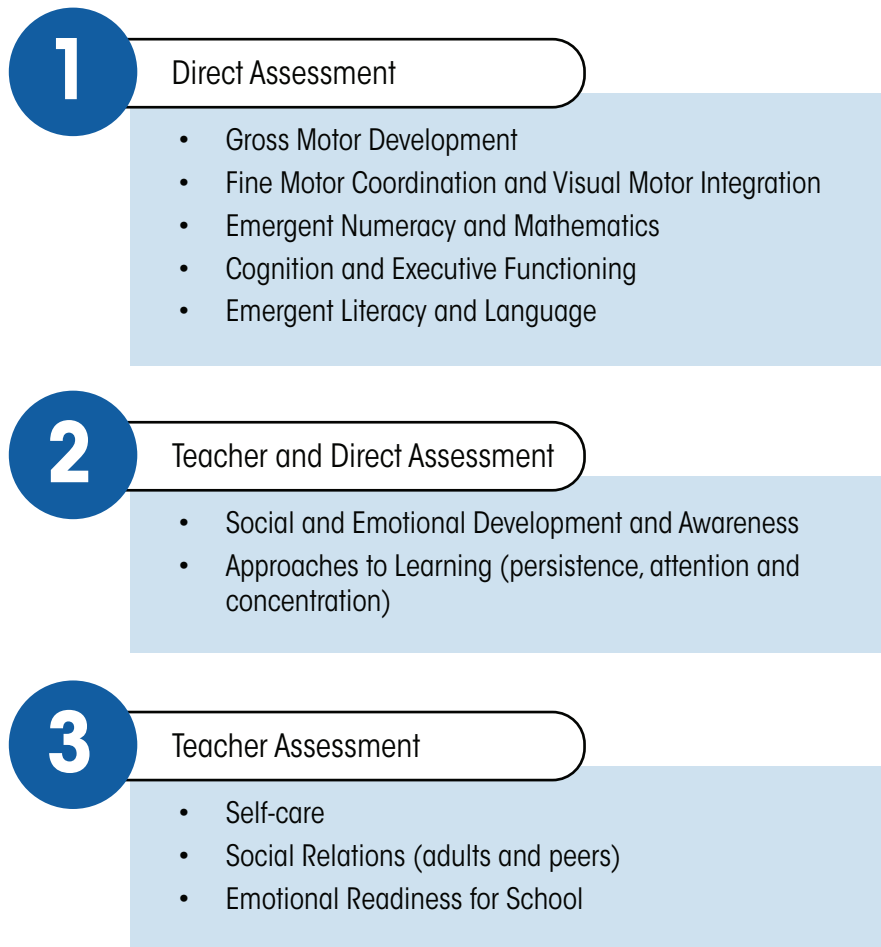 1
Direct Assessment
• Gross Motor Development
• Fine Motor Coordination and Visual Motor Integration
• Emergent Numeracy and Mathematics
• Cognition and Executive Functioning
• Emergent Literacy and Language
2
Teacher and Direct Assessment
• Social and Emotional Development and Awareness
• Approaches to Learning (persistence, attention and
concentration)
3
Teacher Assessment
• Self-care
• Social Relations (adults and peers)
• Emotional Readiness for School